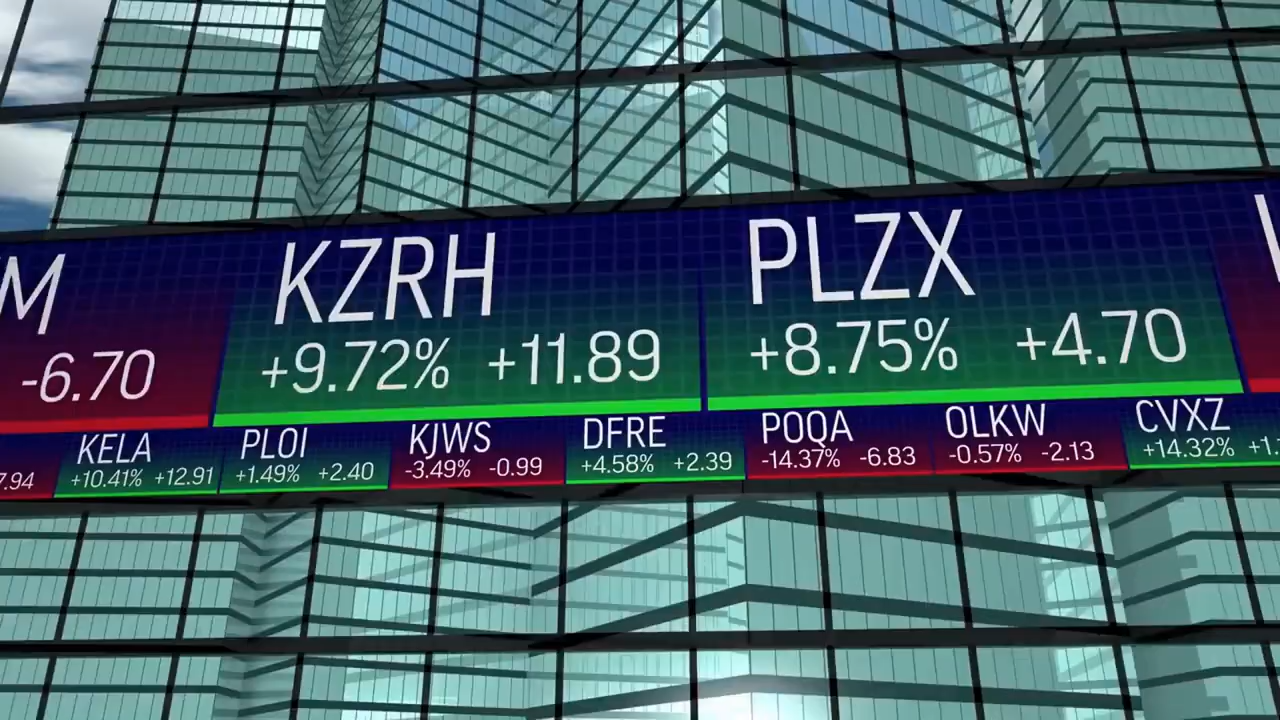 KZRH
PLZX
-6.70
+9.72% +11.89
+8.75% +4.70
KELA
PLOI
KJWS
DFRE
POQA
OLKW
CVXZ
7.94
+10.41% +12.91
+1.49% +2.40
-3.49% -0.99
+4.58% +2.39
-14.37% -6.83
-0.57% -2.13
+14.32%